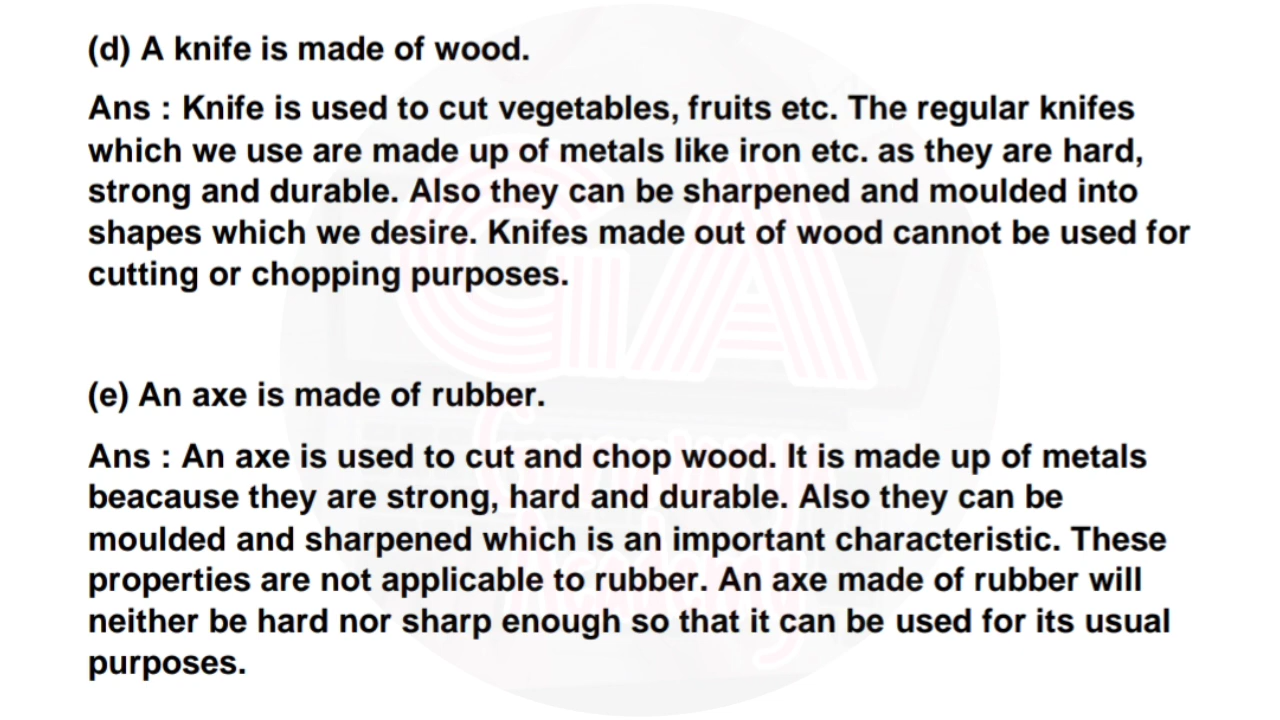 (d) A knife is made of wood.
Ans : Knife is used to cut vegetables, fruits etc. The regular knifes
which we use are made up of metals like iron etc. as they are hard,
strong and durable. Also they can be sharpened and moulded into
shapes which we desire. Knifes made out of wood cannot be used for
cutting or chopping purposes.
(e) An axe is made of rubber.
Ans : An axe is used to cut and chop wood. It is made up of metals
beacause they are strong, hard and durable. Also they can be
moulded and sharpened which is an important characteristic. These
properties are not applicable to rubber. An axe made of rubber will
neither be hard nor sharp enough so that it can be used for its usual
purposes.
GA
Academy